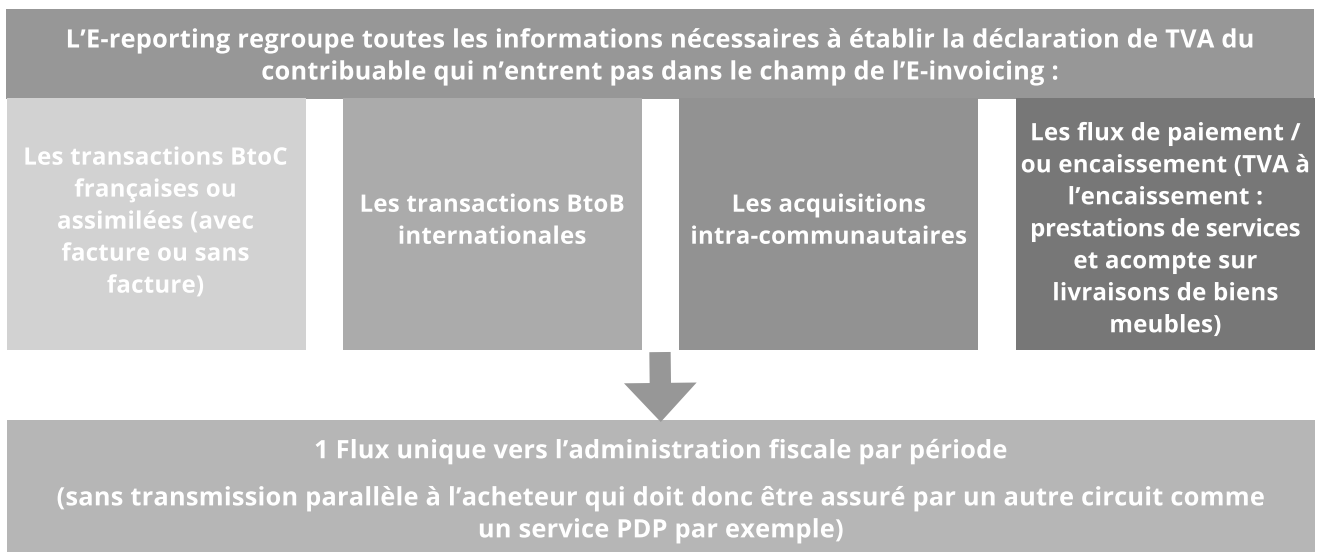 L’E-reporting regroupe toutes les informations nécessaires à établir la déclaration de TVA du
contribuable qui n’entrent pas dans le champ de l’E-invoicing :
Les transactions BtoC
françaises ou
assimilées (avec
facture ou sans
facture)
Les transactions BtoB
internationales
Les acquisitions
intra-communautaires
Les flux de paiement /
ou encaissement (TVA à
l’encaissement :
prestations de services
et acompte sur
livraisons de biens
meubles)
1 Flux unique vers l’administration fiscale par période
(sans transmission parallèle à l’acheteur qui doit donc être assuré par un autre circuit comme
un service PDP par exemple)